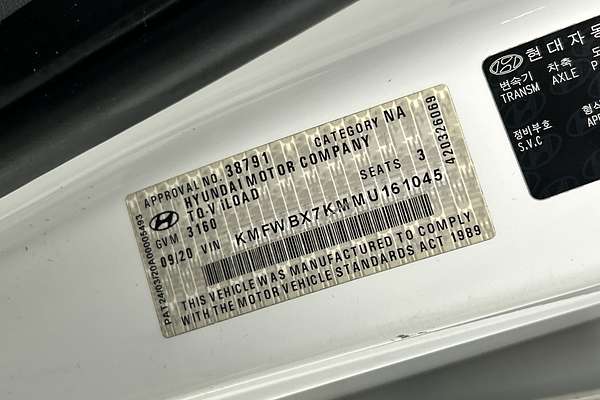 APPROVAL NO. 38791 CATEGORY NA
HYUNDAI MOTOR COMPANY
TQ-V ILOAD
GVM 3160 SEATS 3
09/20 VIN KMFWBX7KMMU161045
THIS VEHICLE WAS MANUFACTURED TO COMPLY
WITH THE MOTOR VEHICLE STANDARDS ACT 1989
420326069
현대자동
변속기 차축
TRANSM AXLE P
정비부호 형식
S.V.C